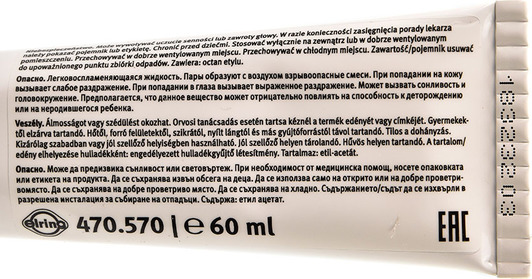 Niebezpieczeństwo. Może wywoływać uczucie senności lub zawroty głowy. W razie konieczności zasięgnięcia porady lekarza
należy pokazać pojemnik lub etykietę. Chronić przed dziećmi. Stosować wyłącznie na zewnątrz lub w dobrze wentylowanym
pomieszczeniu. Przechowywać w dobrze wentylowanym miejscu. Przechowywać w chłodnym miejscu. Zawartość/pojemnik usuwać
do upoważnionego punktu zbiórki odpadów. Zawiera: octan etylu.
Опасно. Легковоспламеняющаяся жидкость. Пары образуют с воздухом взрывоопасные смеси. При попадании на кожу
вызывает слабое раздражение. При попадании в глаза вызывает выраженное раздражение. Может вызвать сонливость и
головокружение. Предполагается, что данное вещество может отрицательно повлиять на способность к деторождению
или на неродившегося ребенка.
Veszély. Álmosságot vagy szédülést okozhat. Orvosi tanácsadás esetén tartsa kéznél a termék edényét vagy címkéjét. Gyermekek-
től elzárva tartandó. Hőtől, forró felületektől, szikrától, nyílt lángtól és más gyújtóforrástól távol tartandó. Tilos a dohányzás.
Kizárólag szabadban vagy jól szellőző helyiségben használható. Jól szellőző helyen tárolandó. Hűvös helyen tartandó. A tartalom/
edény elhelyezése hulladékként: engedélyezett hulladékgyűjtő létesítmény. Tartalmaz: etil-acetát.
Опасно. Може да предизвика сънливост или световъртеж. При необходимост от медицинска помощ, носете опаковката
или етикета на продукта. Да се съхранява извън обсега на деца. Да се използва само на открито или на добре проветри-
вомясто. Да се съхранява на добре проветриво място. Да се съхранява на хладно. Съдържанието/съдът да се изхвърли в
разрешена инсталация за събиране на отпадъци. Съдържа: етил ацетат.
elring 470.570 | ℮ 60 ml EAC